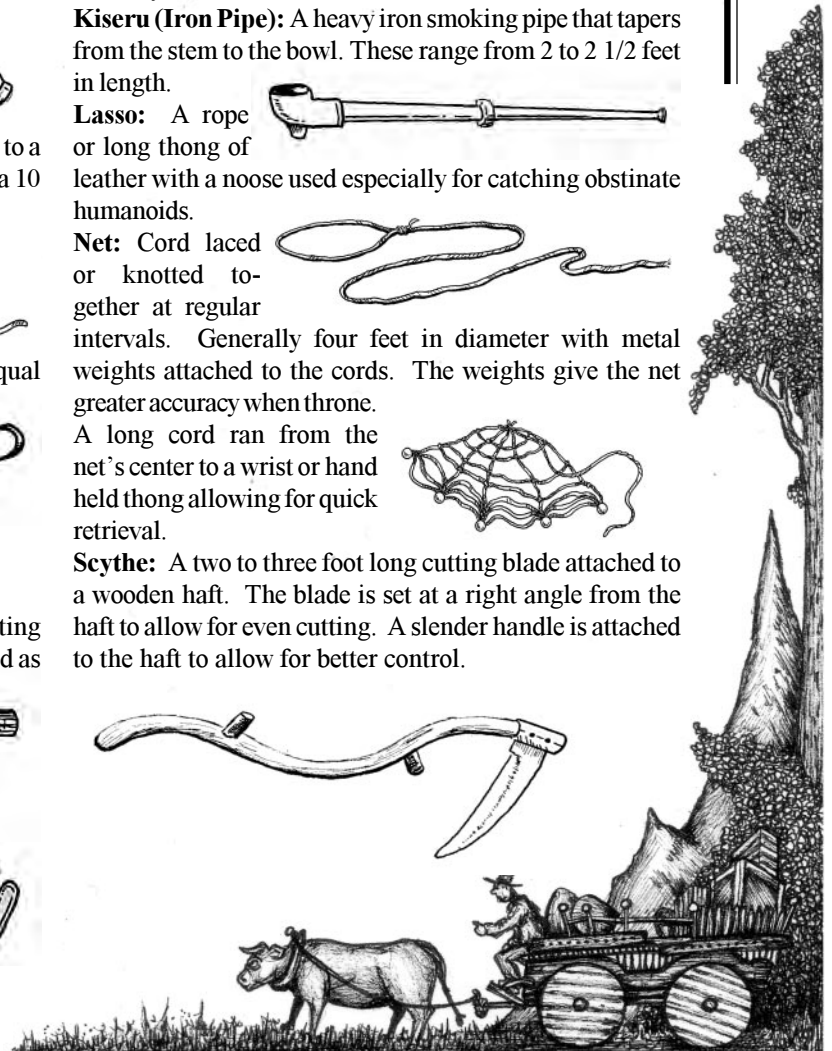 to a
a 10
qual
ting
d as
Kiseru (Iron Pipe): A heavy iron smoking pipe that tapers
from the stem to the bowl. These range from 2 to 2 1/2 feet
in length.
Lasso: A rope
or long thong of
leather with a noose used especially for catching obstinate
humanoids.
Net: Cord laced
or knotted to-
gether at regular
intervals. Generally four feet in diameter with metal
weights attached to the cords. The weights give the net
greater accuracy when throne.
A long cord ran from the
net's center to a wrist or hand
held thong allowing for quick
retrieval.
Scythe: A two to three foot long cutting blade attached to
a wooden haft. The blade is set at a right angle from the
haft to allow for even cutting. A slender handle is attached
to the haft to allow for better control.